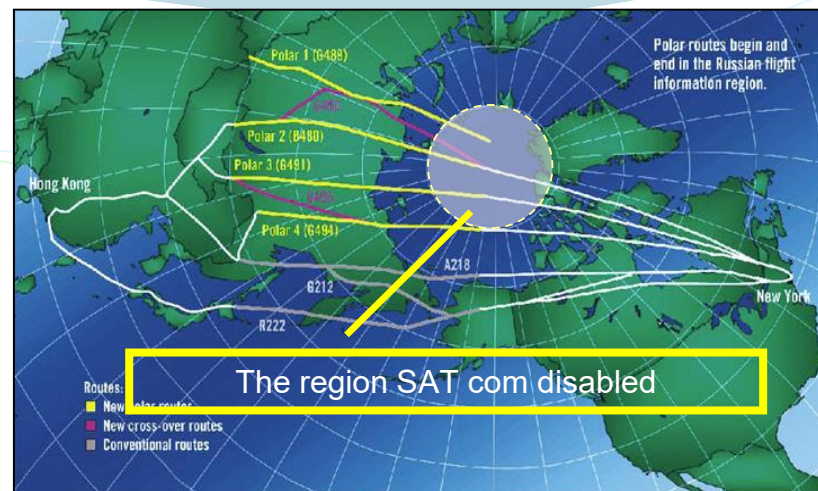 Polar 1 (G488)
Polar routes begin and
end in the Russian flight
information region.
Polar 2 (B480)
Polar 3 (G491)
Hong Kong
Polar 4 (G494)
A218
G212
New York
R222
The region SAT com disabled
Routes:
New cross-over routes
Conventional routes